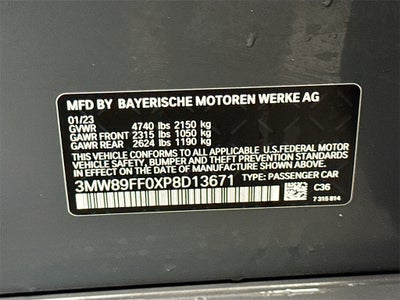 MFD BY BAYERISCHE MOTOREN WERKE AG
01/23
GVWR 4740 lbs 2150 kg
GAWR FRONT 2315 lbs 1050 kg
GAWR REAR 2624 lbs 1190 kg
THIS VEHICLE CONFORMS TO ALL APPLICABLE U.S.FEDERAL MOTOR
VEHICLE SAFETY, BUMPER AND THEFT PREVENTION STANDARDS
IN EFFECT ON THE DATE OF MANUFACTURE SHOWN ABOVE.
3MW89FF0XP8D13671 TYPE: PASSENGER CAR
C36
7 315 814